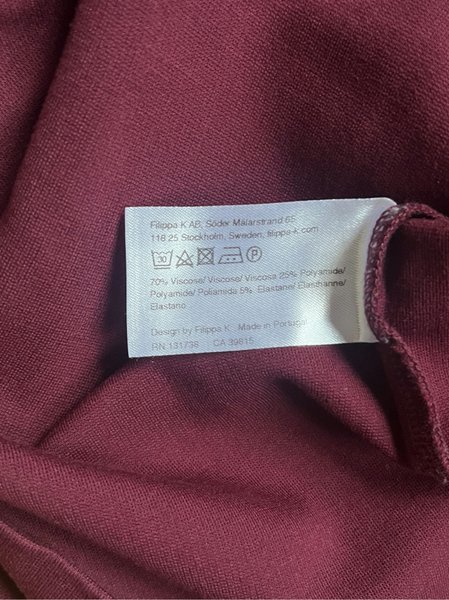 Filippa K AB, Söder Mälarstrand 65
118 25 Stockholm, Sweden, filippa-k.com
30 P
70% Viscose/ Viscose/ Viscosa 25% Polyamide/
Polyamide/ Poliamida 5% Elastane/ Elasthanne/
Elastano
Design by Filippa K Made in Portugal
RN 131738 CA 39815